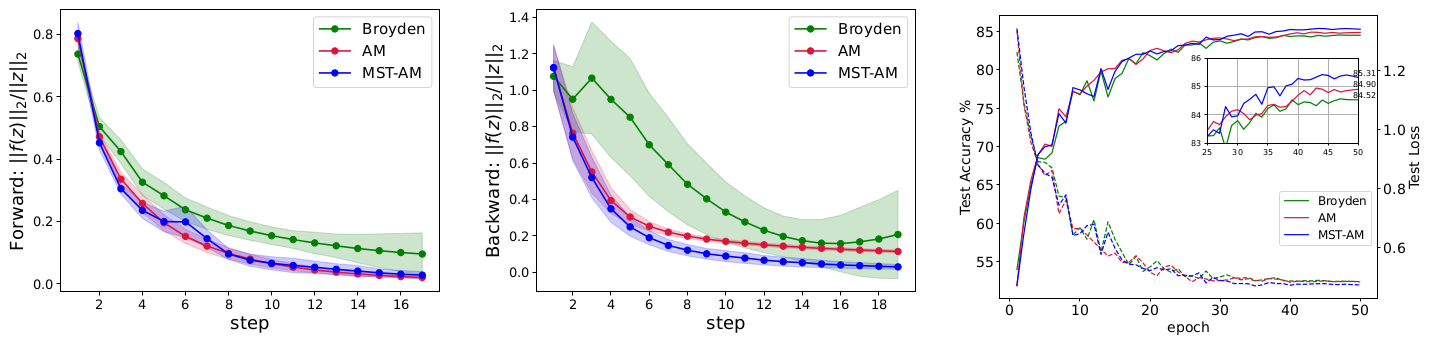 Forward: ||f(z)||₂/||z||₂
0.8
0.6
0.4
0.2
0.0
2 4 6 8 10 12 14 16
step
Broyden
AM
MST-AM
Backward: ||f(z)||₂/||z||₂
1.4
1.2
1.0
0.8
0.6
0.4
0.2
0.0
2 4 6 8 10 12 14 16 18
step
Broyden
AM
MST-AM
Test Accuracy %
85
80
75
70
65
60
55
0 10 20 30 40 50
epoch
86
85
84
83
25 30 35 40 45 50
85.31
84.90
84.52
Broyden
AM
MST-AM
1.2
1.0
0.8
0.6
Test Loss